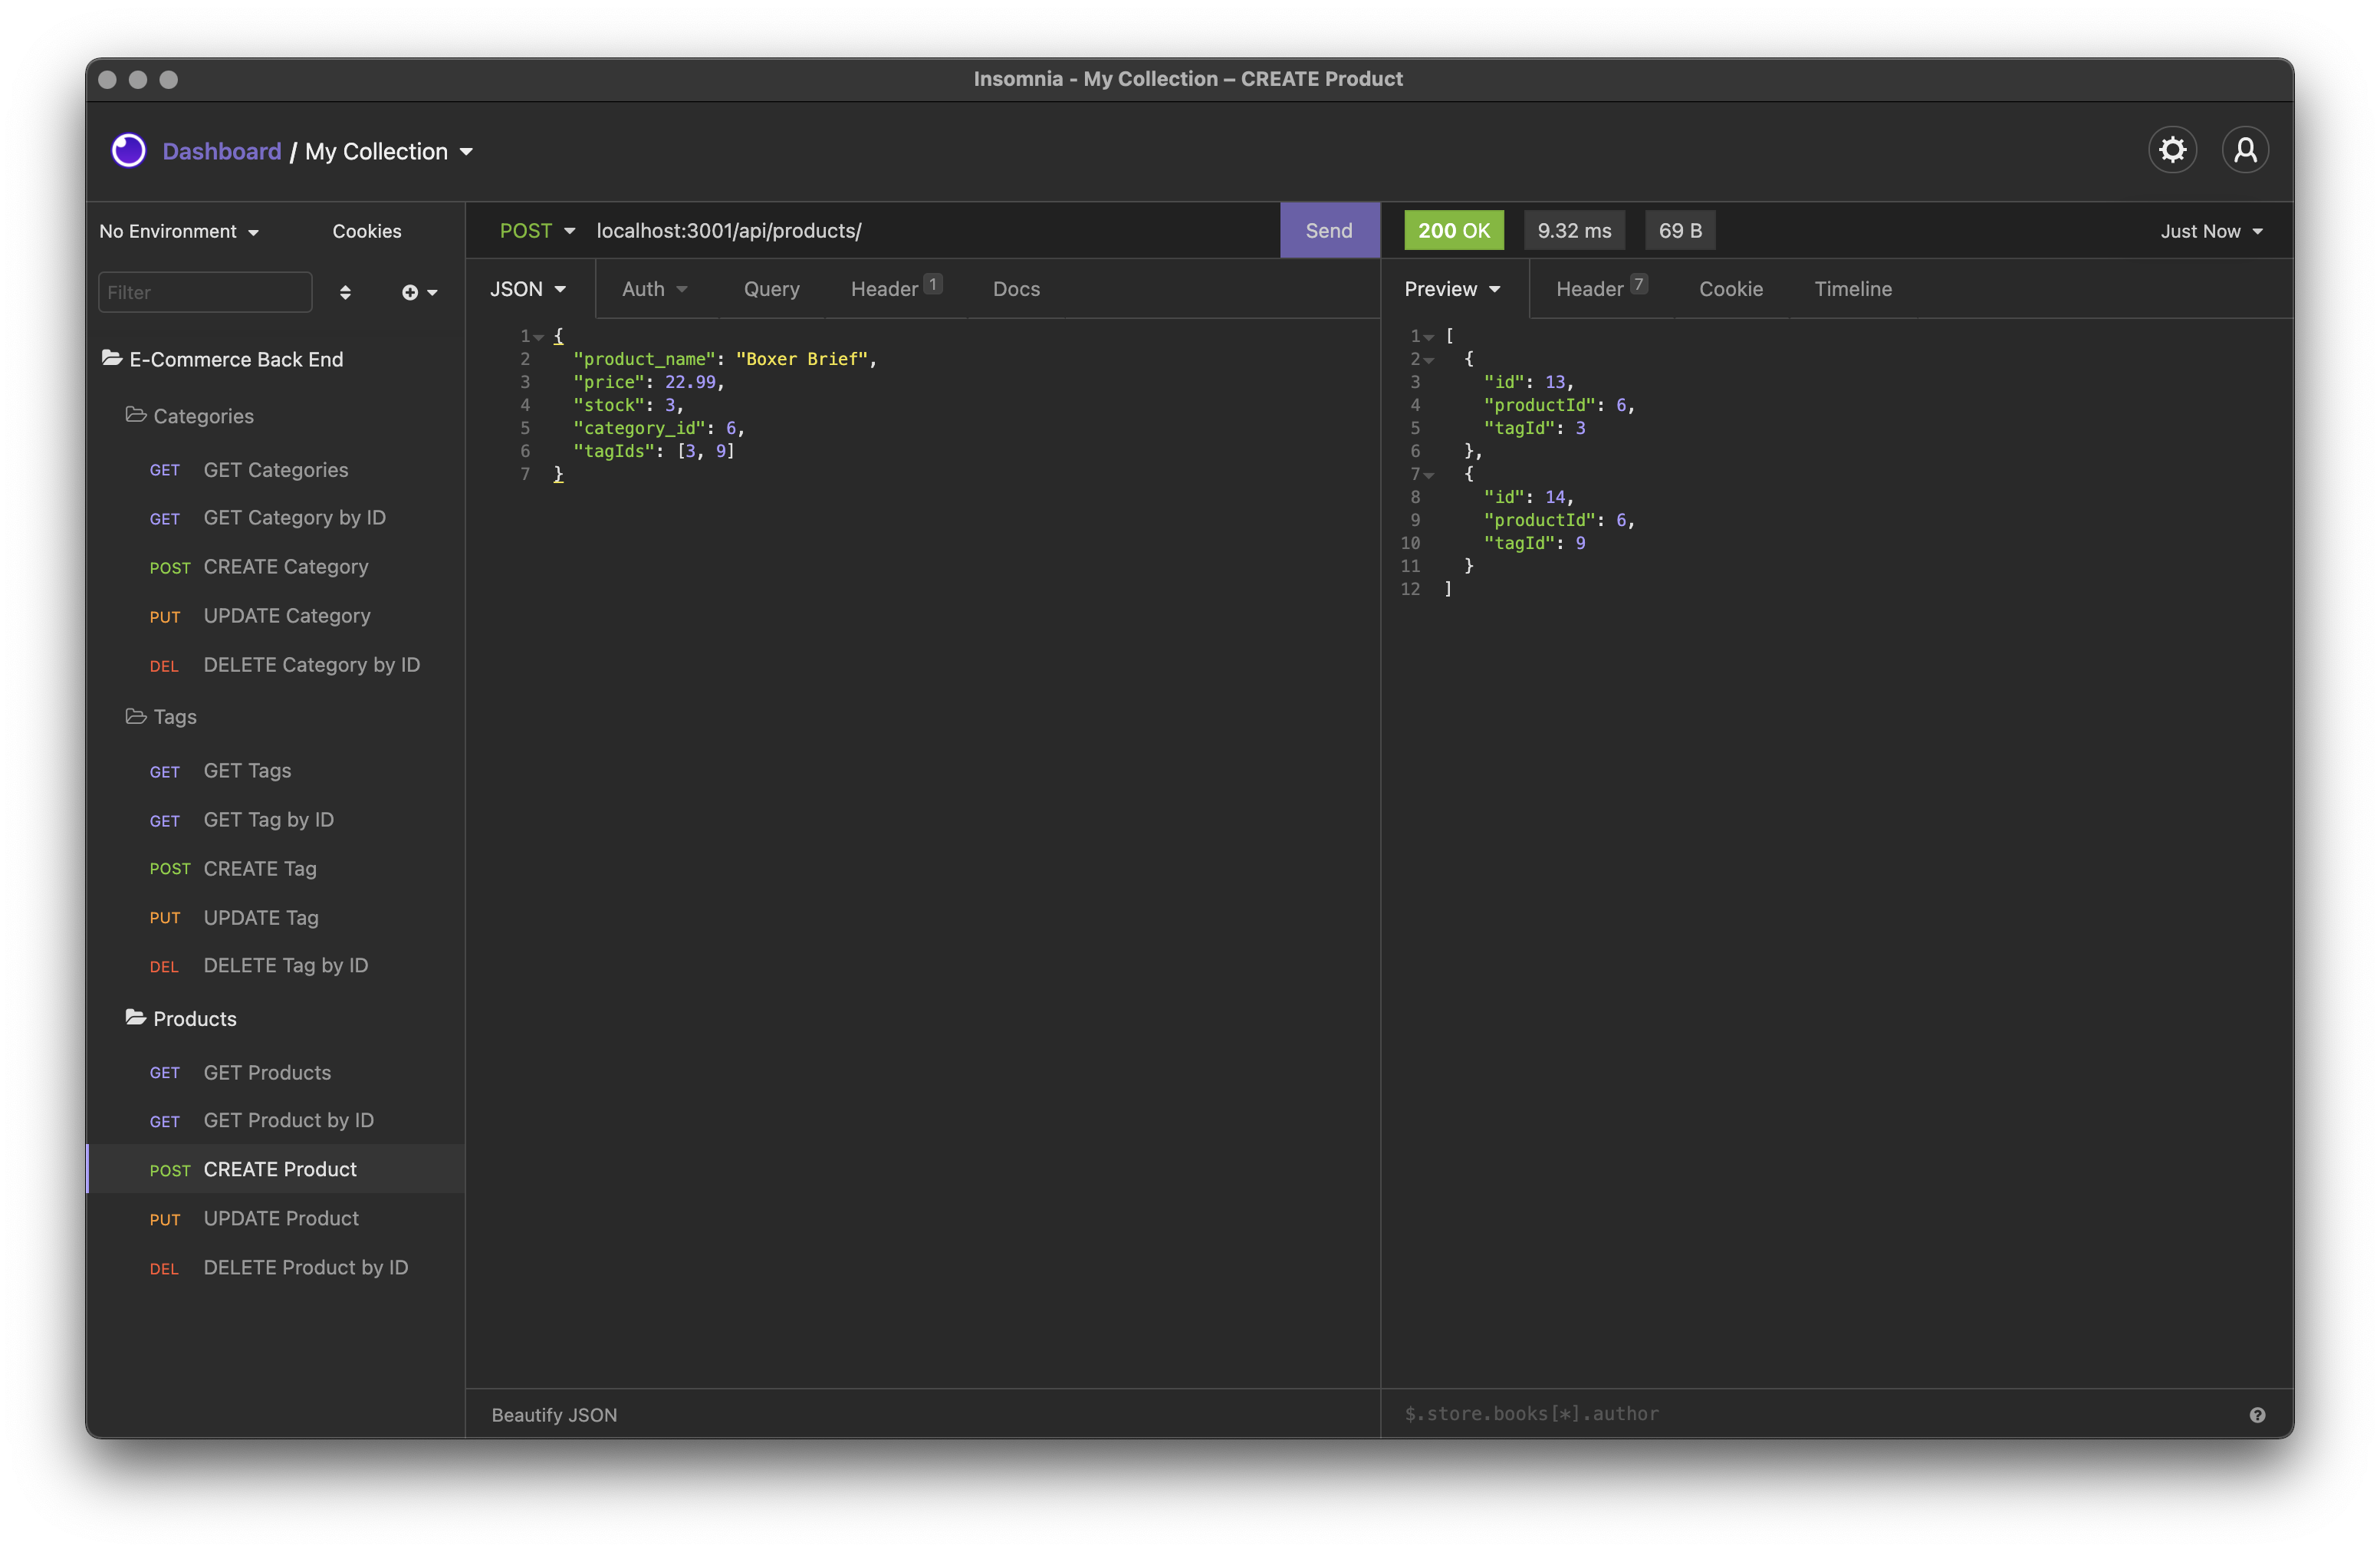 Insomnia - My Collection – CREATE Product
Dashboard / My Collection
No Environment
Cookies
Filter
E-Commerce Back End
Categories
GET GET Categories
GET GET Category by ID
POST CREATE Category
PUT UPDATE Category
DEL DELETE Category by ID
Tags
GET GET Tags
GET GET Tag by ID
POST CREATE Tag
PUT UPDATE Tag
DEL DELETE Tag by ID
Products
GET GET Products
GET GET Product by ID
POST CREATE Product
PUT UPDATE Product
DEL DELETE Product by ID
POST localhost:3001/api/products/ Send
JSON Auth Query Header 1 Docs
1 {
2 "product_name": "Boxer Brief",
3 "price": 22.99,
4 "stock": 3,
5 "category_id": 6,
6 "tagIds": [3, 9]
7 }
Beautify JSON
200 OK 9.32 ms 69 B Just Now
Preview Header 7 Cookie Timeline
1 [
2 {
3 "id": 13,
4 "productId": 6,
5 "tagId": 3
6 },
7 {
8 "id": 14,
9 "productId": 6,
10 "tagId": 9
11 }
12 ]
$.store.books[*].author